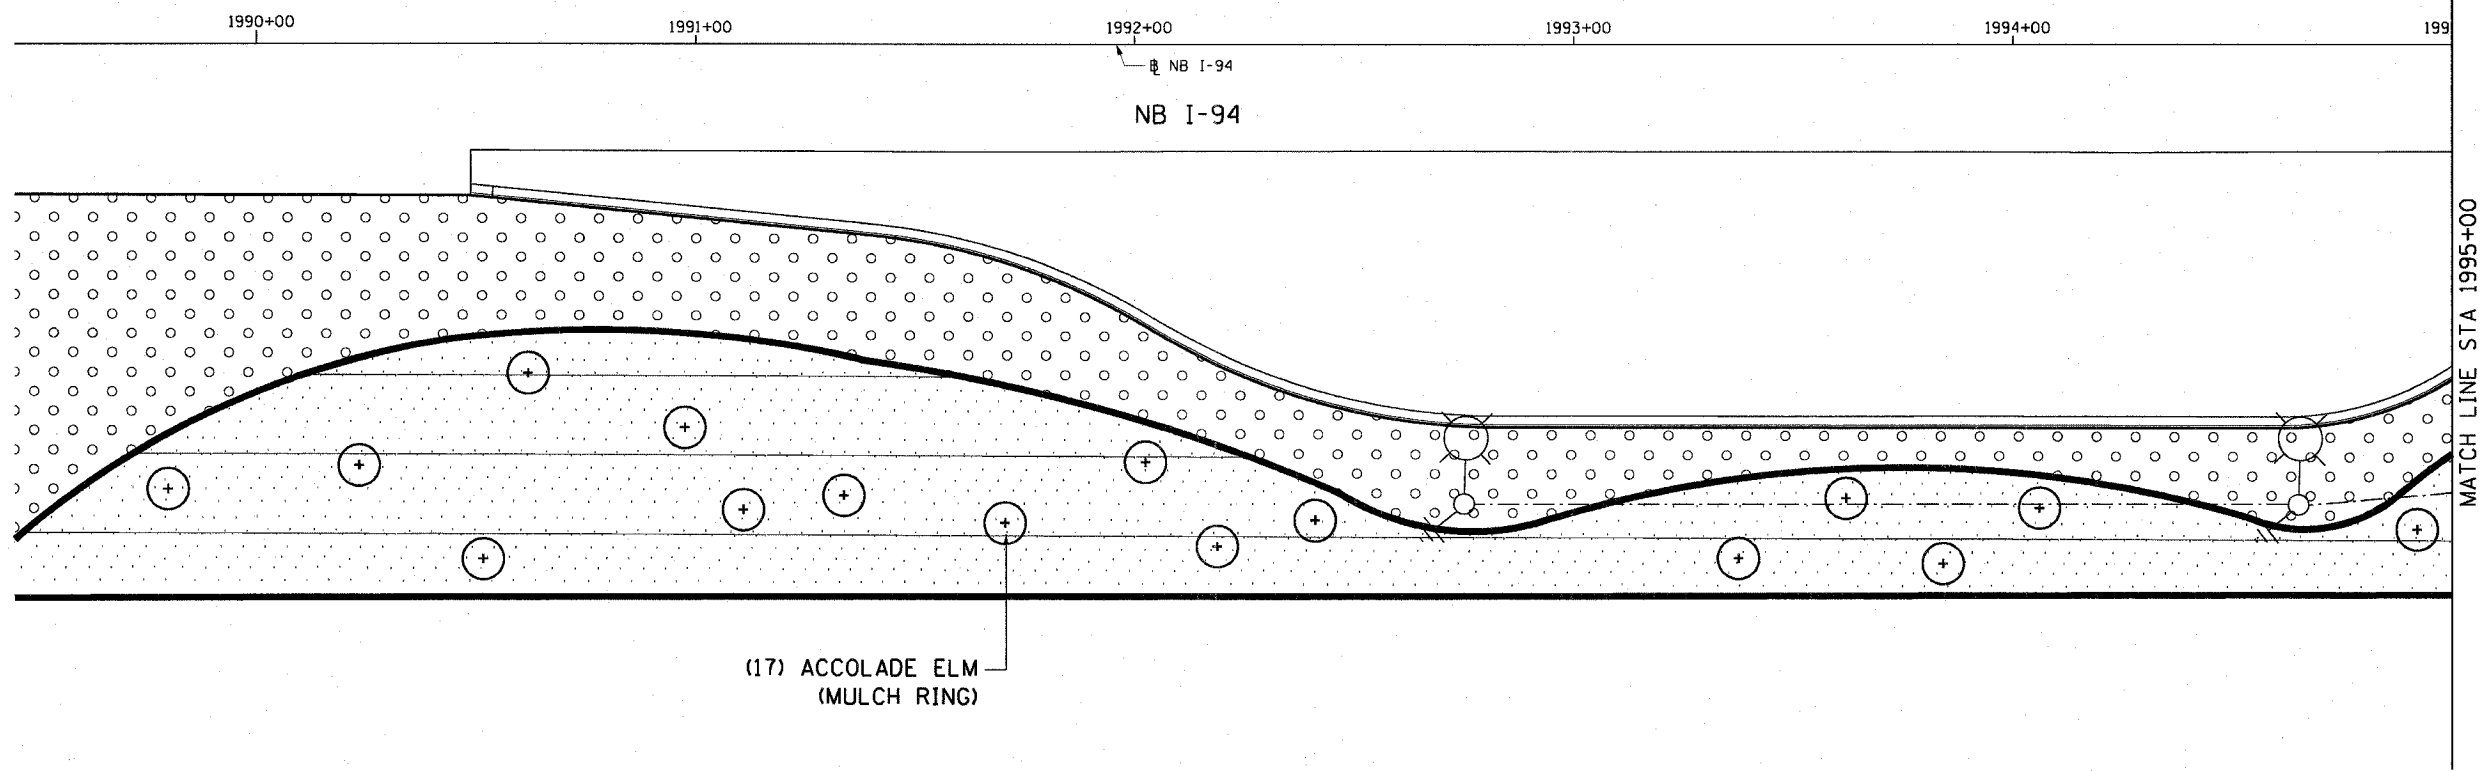 1990+00
1991+00
1992+00
1993+00
1994+00
199
℄ NB I-94
NB I-94
MATCH LINE STA 1995+00
(17) ACCOLADE ELM
(MULCH RING)